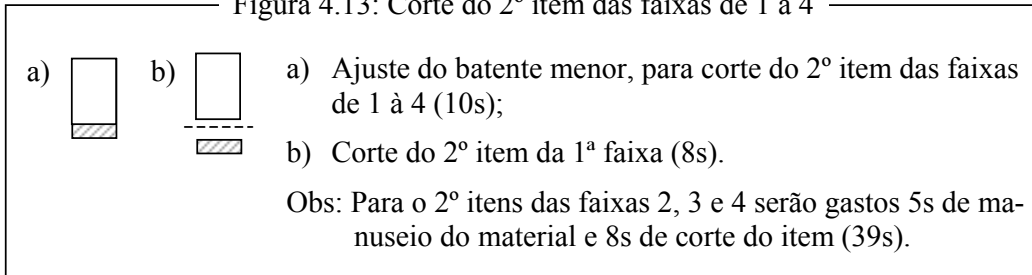 Figura 4.13: Corte do 2º item das faixas de 1 à 4
a) b) a) Ajuste do batente menor, para corte do 2º item das faixas
de 1 à 4 (10s);
b) Corte do 2º item da 1ª faixa (8s).
Obs: Para o 2º itens das faixas 2, 3 e 4 serão gastos 5s de ma-
nuseio do material e 8s de corte do item (39s).